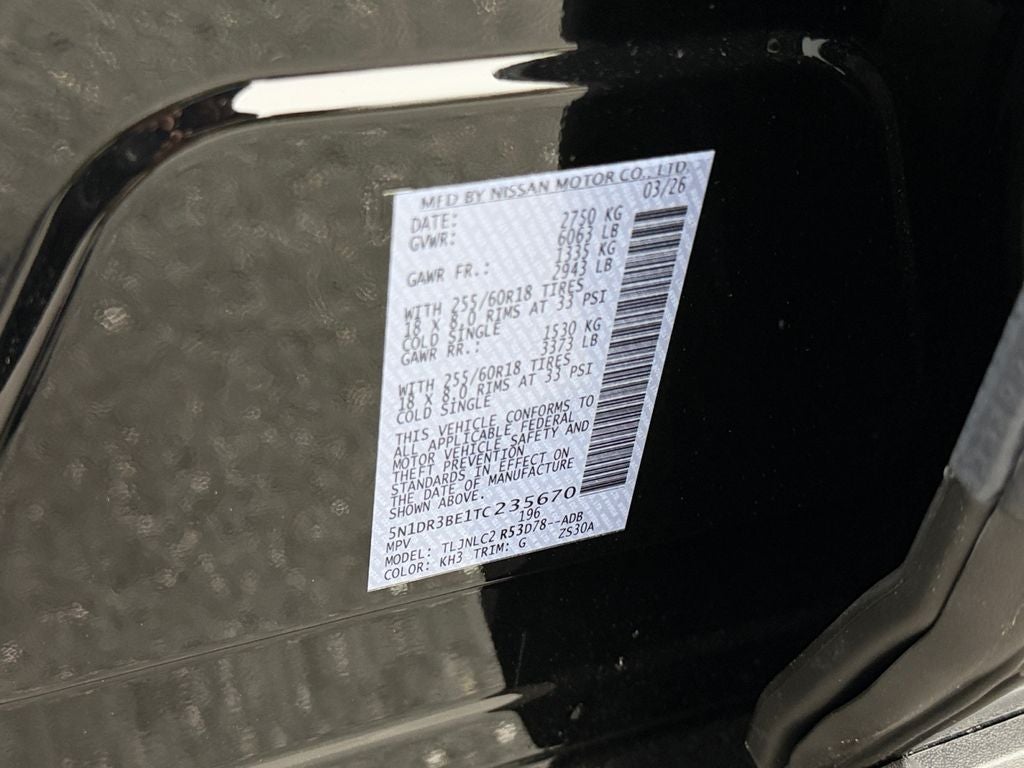 MFD BY NISSAN MOTOR CO., LTD.
DATE: 03/26
GVWR: 2750 KG
6063 LB
GAWR FR.: 1335 KG
2943 LB
WITH 255/60R18 TIRES
18 X 8.0 RIMS AT 33 PSI
COLD SINGLE
GAWR RR.: 1530 KG
3373 LB
WITH 255/60R18 TIRES
18 X 8.0 RIMS AT 33 PSI
COLD SINGLE
THIS VEHICLE CONFORMS TO
ALL APPLICABLE FEDERAL
MOTOR VEHICLE SAFETY AND
THEFT PREVENTION
STANDARDS IN EFFECT ON
THE DATE OF MANUFACTURE
SHOWN ABOVE.
5N1DR3BE1TC235670
MPV 196
MODEL: TLJNLC2 R53D78--ADB
COLOR: KH3 TRIM: G ZS30A